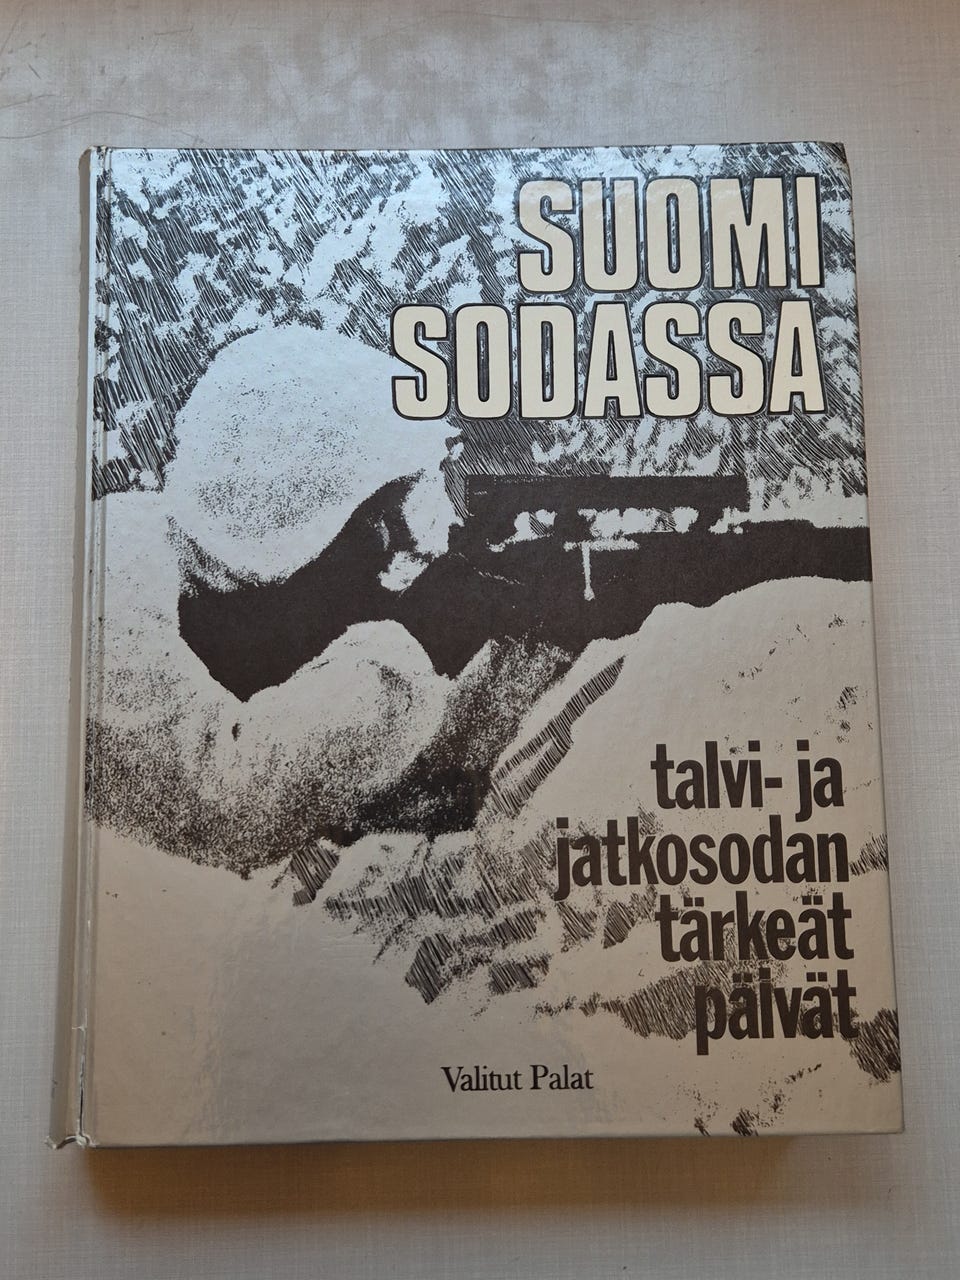 SUOMI
SODASSA
talvi- ja
jatkosodan
tärkeät
päivät
Valitut Palat